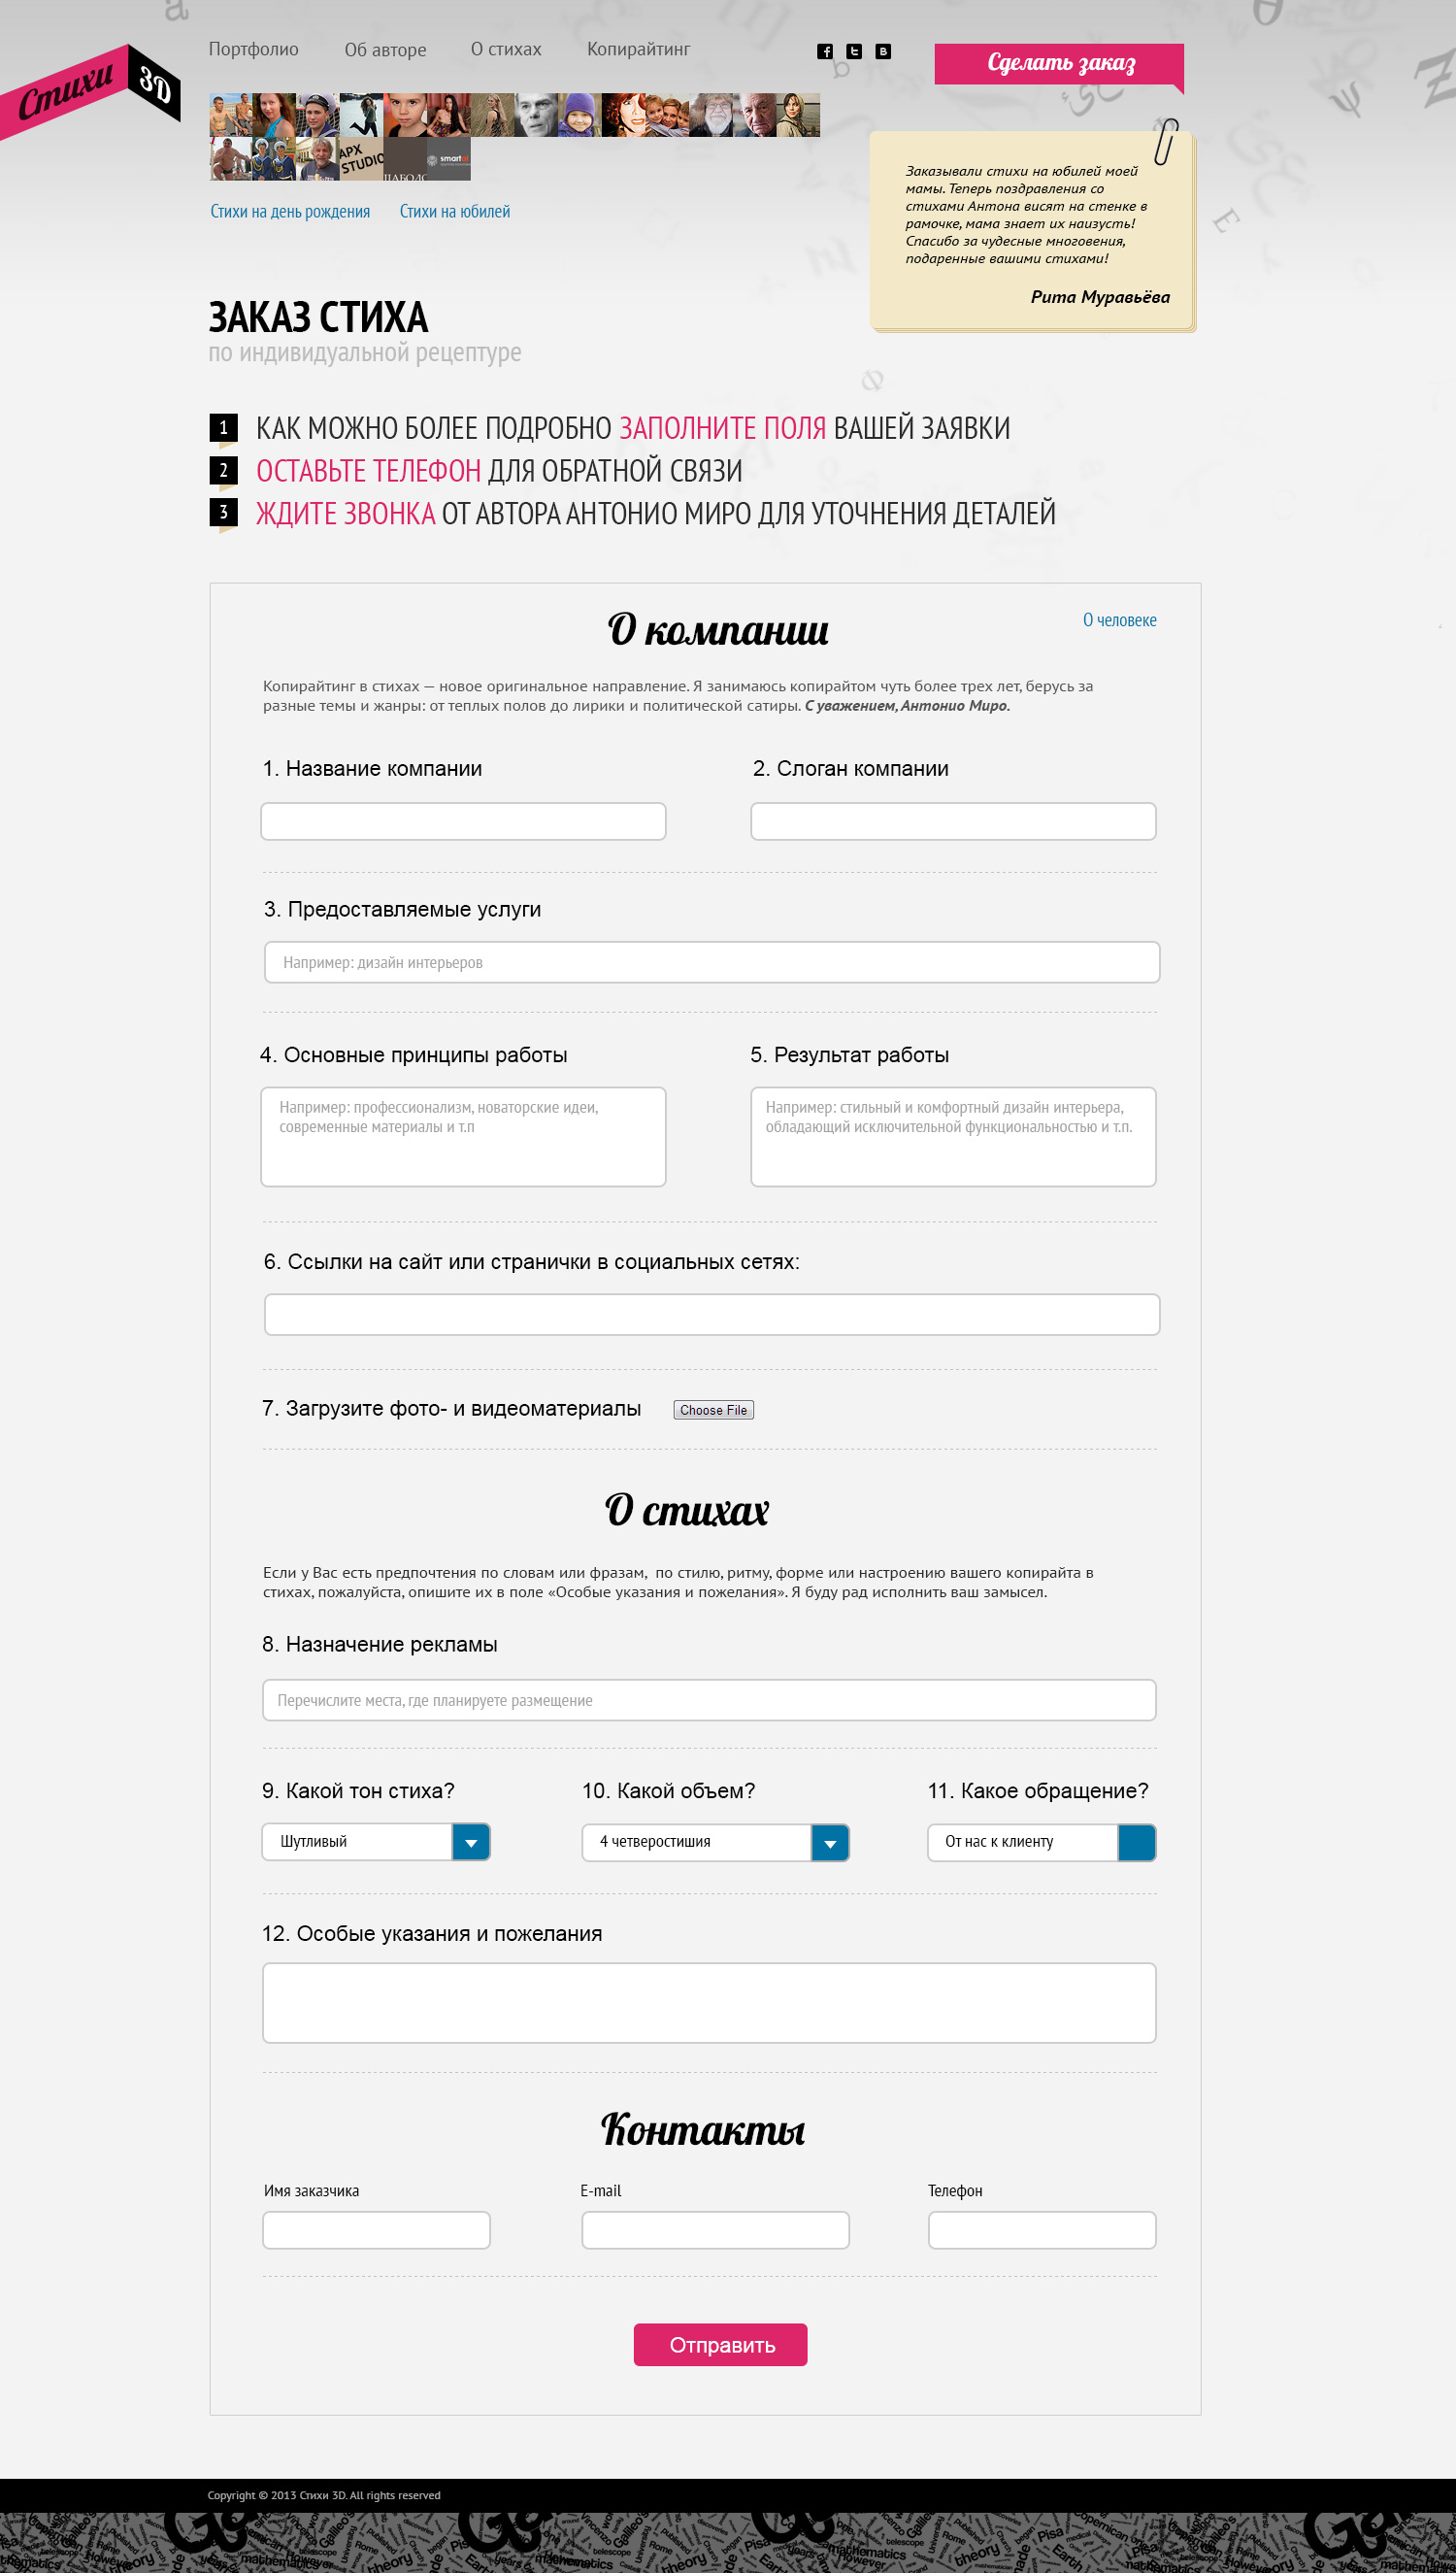 Портфолио
Об авторе
О стихах
Копирайтинг
Сделать заказ
Стихи 3D
АРХ
STUDIO
smart
Стихи на день рождения
Стихи на юбилей
Заказывали стихи на юбилей моей
мамы. Теперь поздравления со
стихами Антона висят на стенке в
рамочке, мама знает их наизусть!
Спасибо за чудесные многовения,
подаренные вашими стихами!
Рита Муравьёва
ЗАКАЗ СТИХА
по индивидуальной рецептуре
1 КАК МОЖНО БОЛЕЕ ПОДРОБНО ЗАПОЛНИТЕ ПОЛЯ ВАШЕЙ ЗАЯВКИ
2 ОСТАВЬТЕ ТЕЛЕФОН ДЛЯ ОБРАТНОЙ СВЯЗИ
3 ЖДИТЕ ЗВОНКА ОТ АВТОРА АНТОНИО МИРО ДЛЯ УТОЧНЕНИЯ ДЕТАЛЕЙ
О компании
О человеке
Копирайтинг в стихах — новое оригинальное направление. Я занимаюсь копирайтом чуть более трех лет, берусь за
разные темы и жанры: от теплых полов до лирики и политической сатиры. С уважением, Антонио Миро.
1. Название компании
2. Слоган компании
3. Предоставляемые услуги
Например: дизайн интерьеров
4. Основные принципы работы
5. Результат работы
Например: профессионализм, новаторские идеи,
современные материалы и т.п
Например: стильный и комфортный дизайн интерьера,
обладающий исключительной функциональностью и т.п.
6. Ссылки на сайт или странички в социальных сетях:
7. Загрузите фото- и видеоматериалы
Choose File
О стихах
Если у Вас есть предпочтения по словам или фразам, по стилю, ритму, форме или настроению вашего копирайта в
стихах, пожалуйста, опишите их в поле «Особые указания и пожелания». Я буду рад исполнить ваш замысел.
8. Назначение рекламы
Перечислите места, где планируете размещение
9. Какой тон стиха?
10. Какой объем?
11. Какое обращение?
Шутливый
4 четверостишия
От нас к клиенту
12. Особые указания и пожелания
Контакты
Имя заказчика
E-mail
Телефон
Отправить
Copyright © 2013 Стихи 3D. All rights reserved